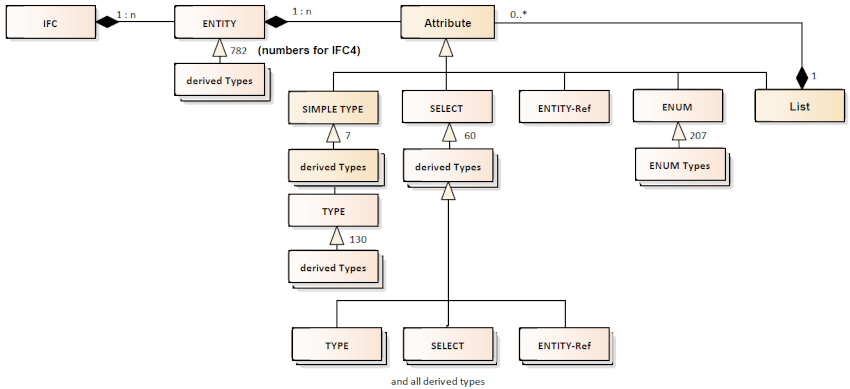 IFC
1 : n
ENTITY
1 : n
Attribute
0..*
782 (numbers for IFC4)
derived Types
1
SIMPLE TYPE
SELECT
ENTITY-Ref
ENUM
List
7
60
207
derived Types
derived Types
ENUM Types
TYPE
130
derived Types
TYPE
SELECT
ENTITY-Ref
and all derived types